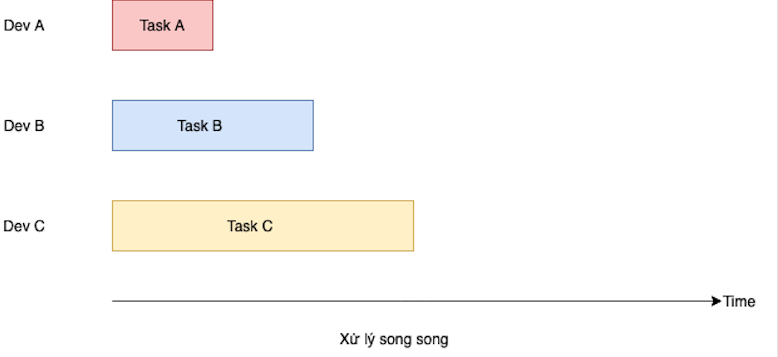 Dev A Task A
Dev B Task B
Dev C Task C
Time
Xử lý song song